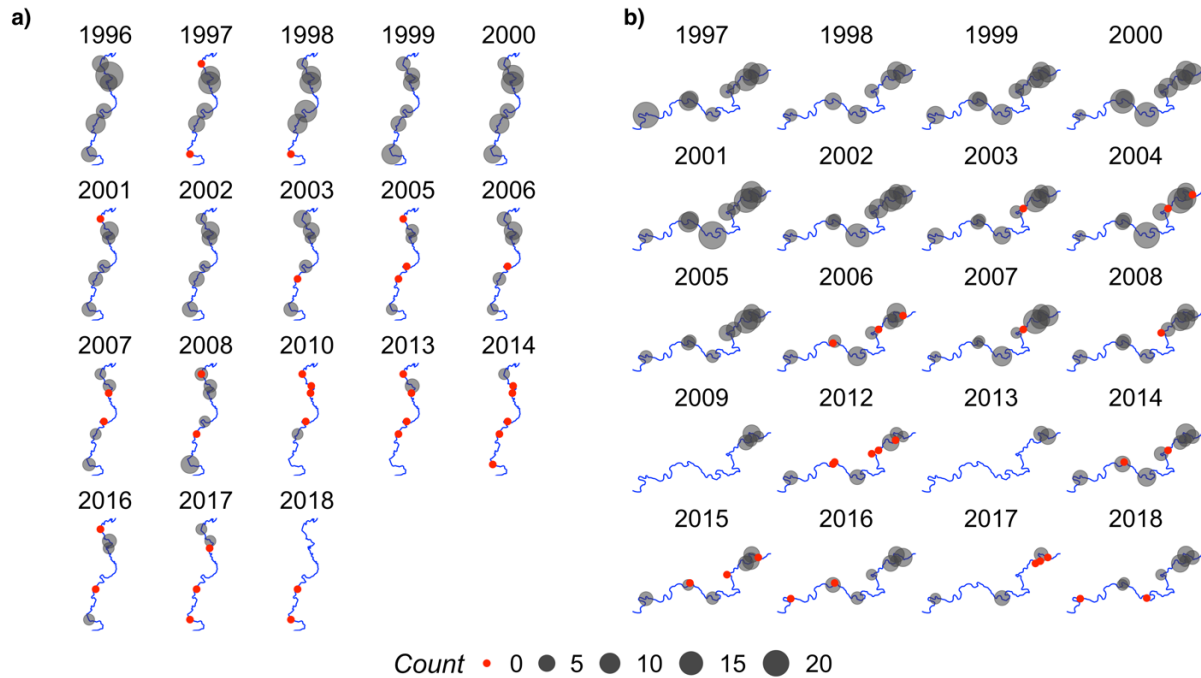 a)
1996 1997 1998 1999 2000
2001 2002 2003 2005 2006
2007 2008 2010 2013 2014
2016 2017 2018
b)
1997 1998 1999 2000
2001 2002 2003 2004
2005 2006 2007 2008
2009 2012 2013 2014
2015 2016 2017 2018
Count 0 5 10 15 20